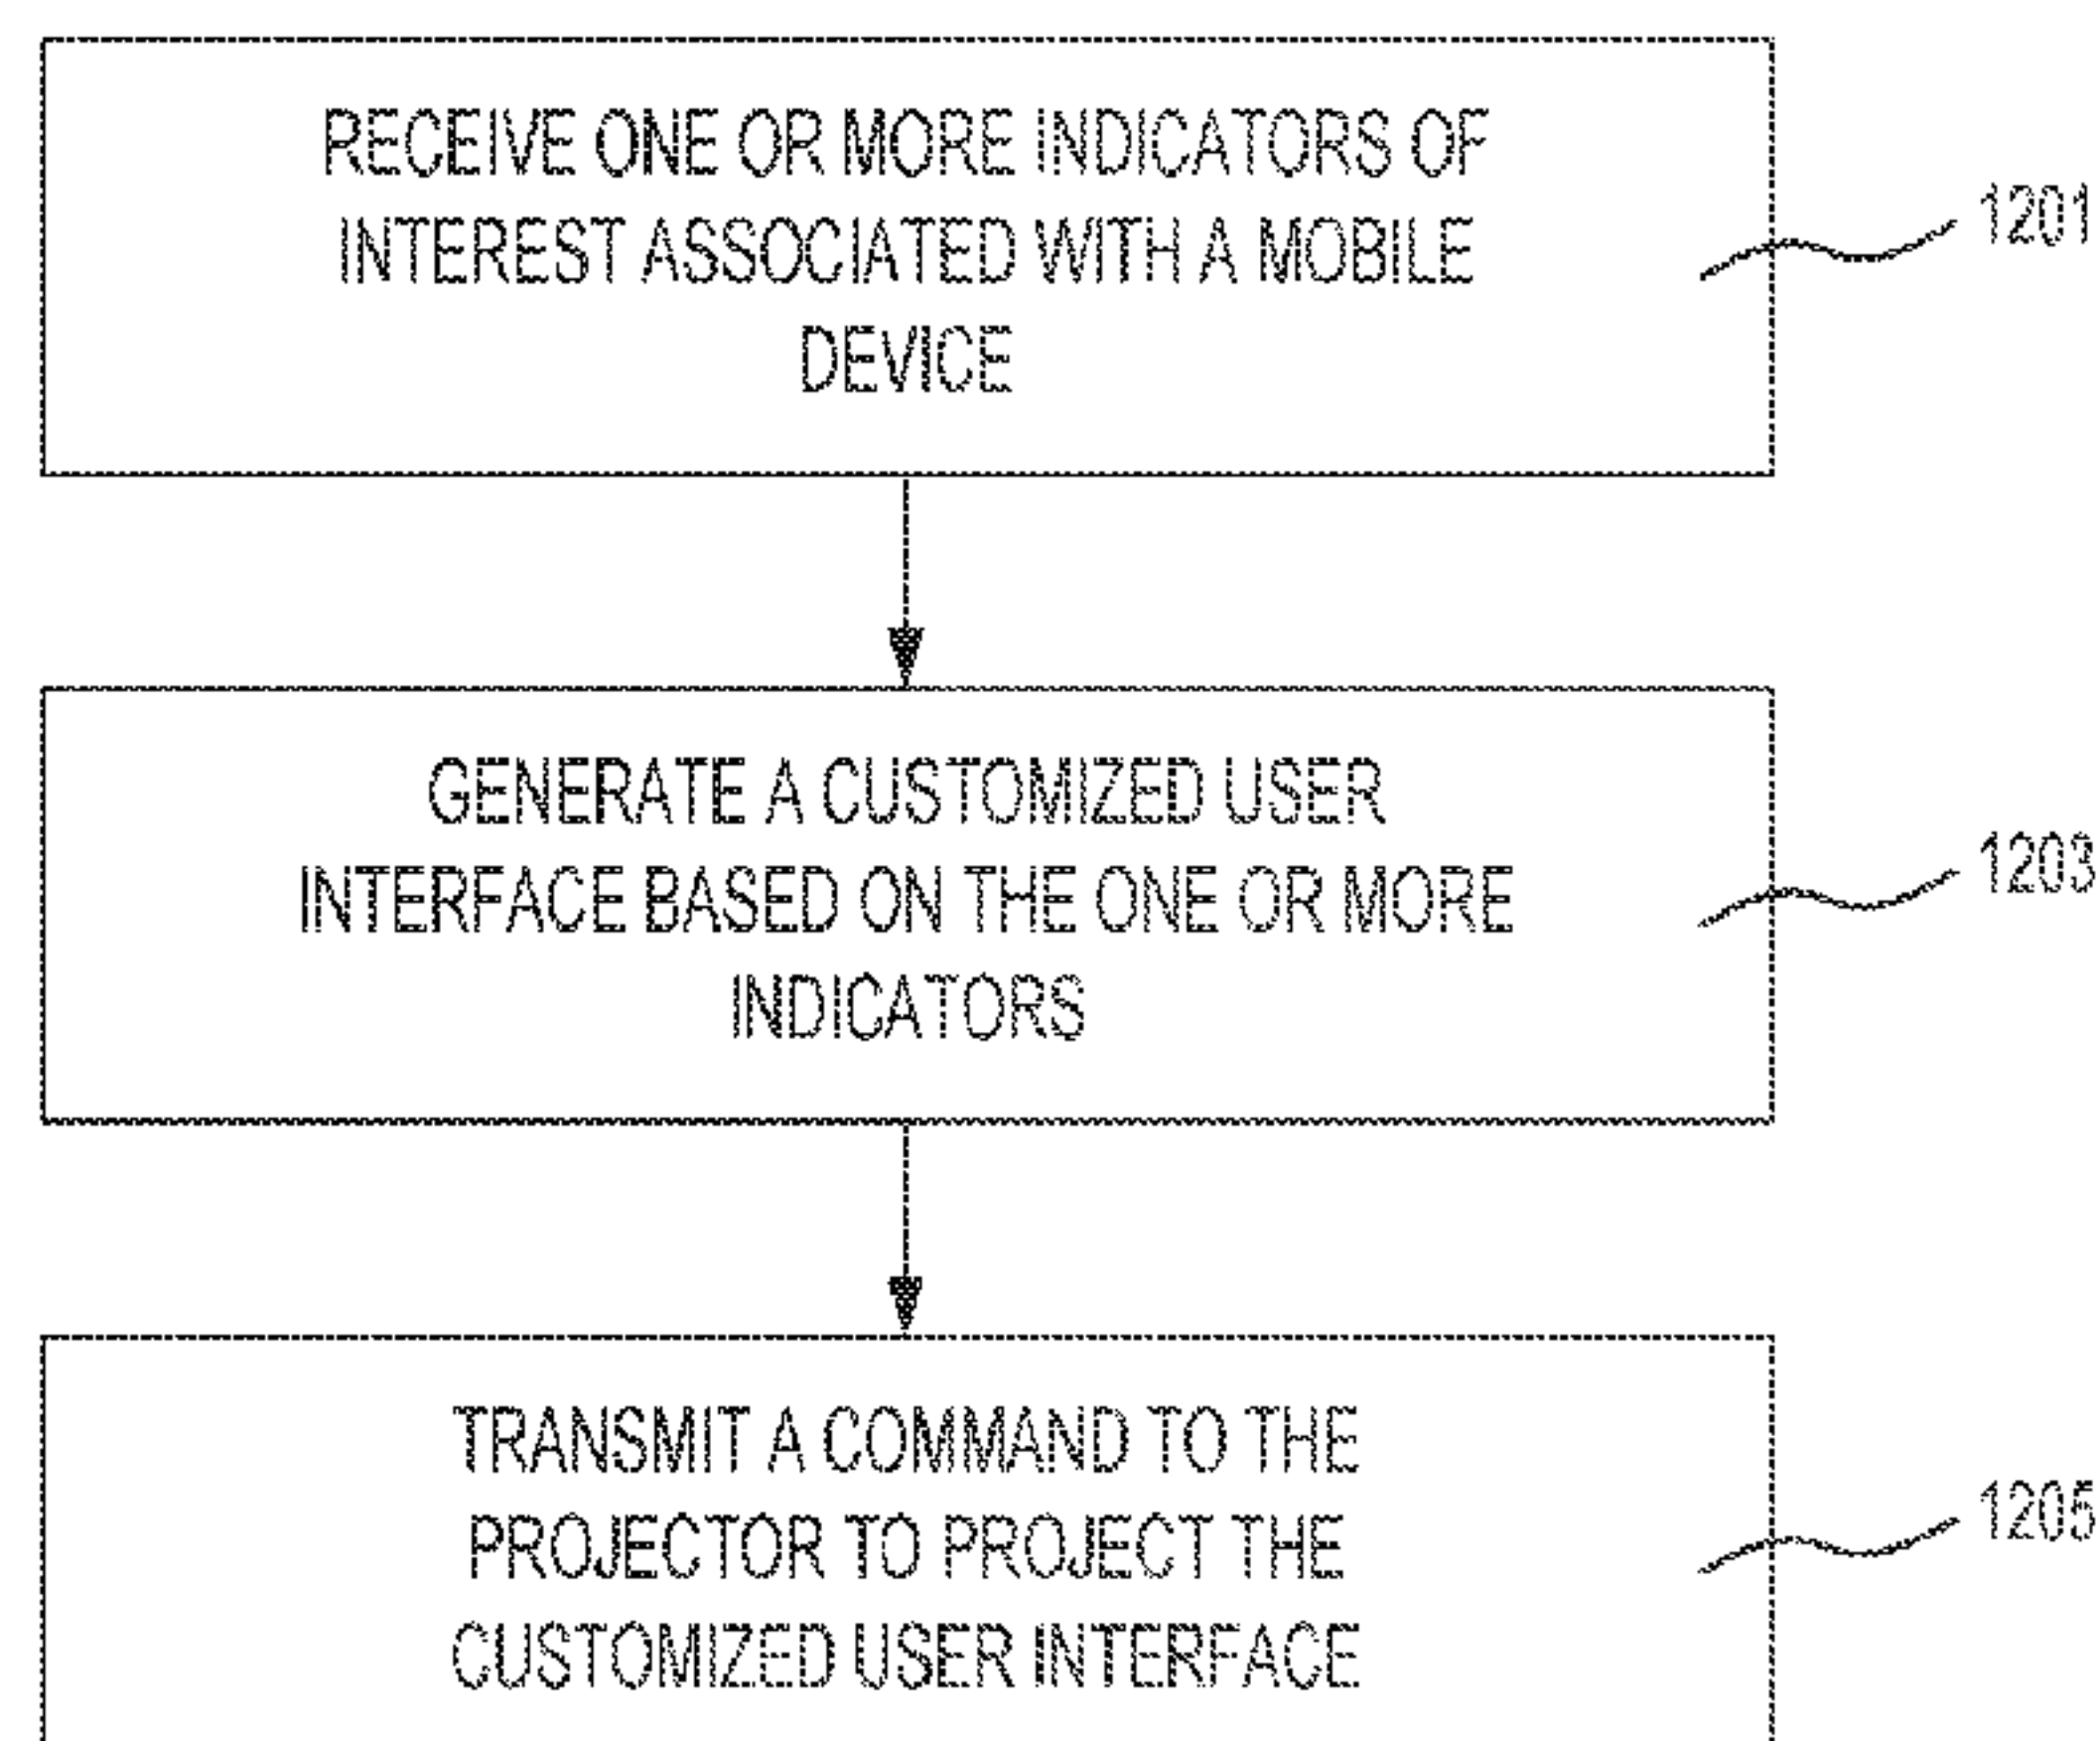 RECEIVE ONE OR MORE INDICATORS OF
INTEREST ASSOCIATED WITH A MOBILE
DEVICE
1201
GENERATE A CUSTOMIZED USER
INTERFACE BASED ON THE ONE OR MORE
INDICATORS
1203
TRANSMIT A COMMAND TO THE
PROJECTOR TO PROJECT THE
CUSTOMIZED USER INTERFACE
1205